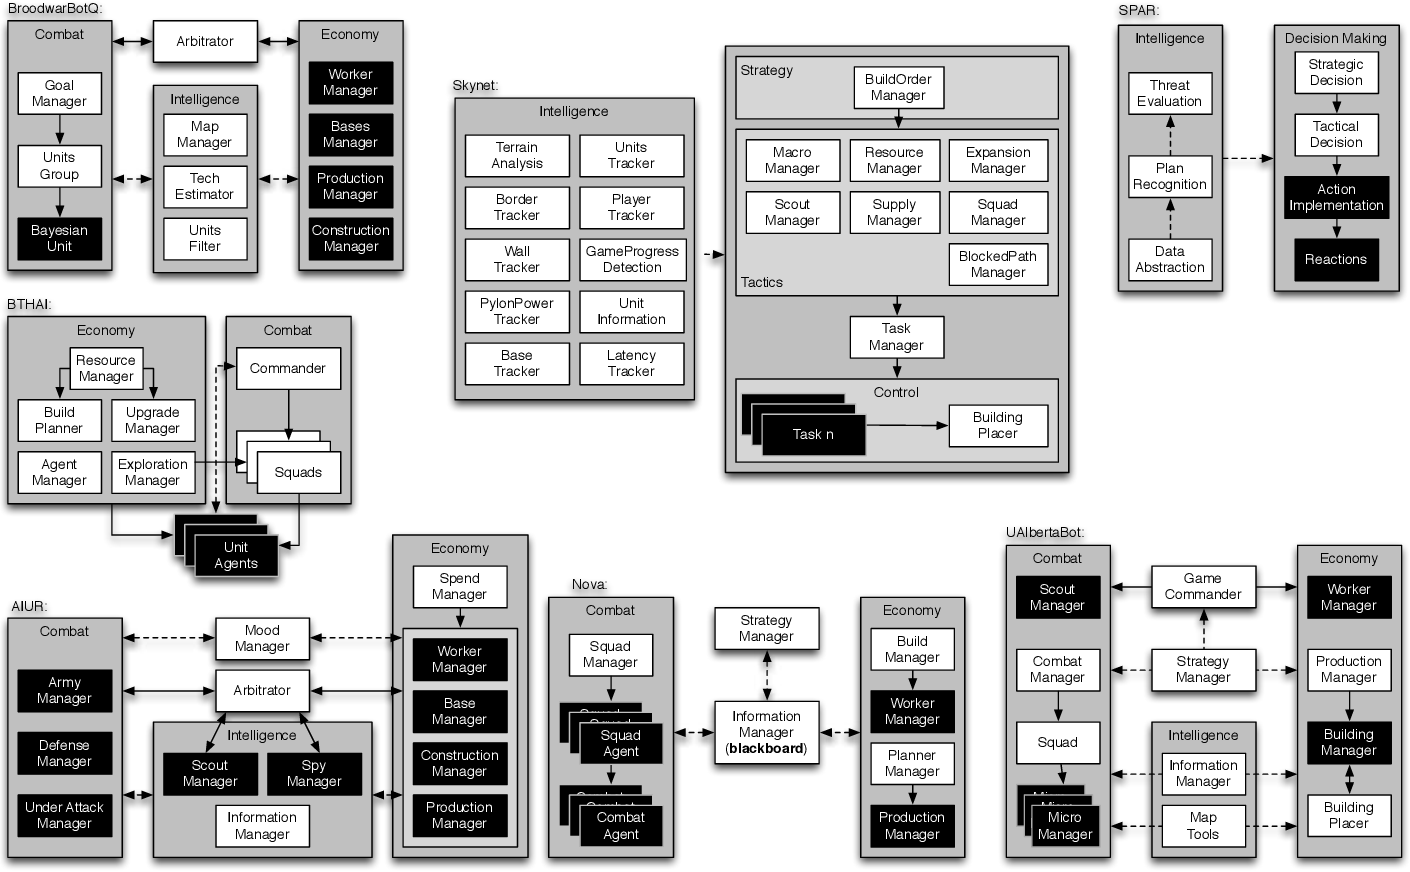 BroodwarBotQ:
Combat
Goal
Manager
Units
Group
Bayesian
Unit
Arbitrator
Intelligence
Map
Manager
Tech
Estimator
Units
Filter
Economy
Worker
Manager
Bases
Manager
Production
Manager
Construction
Manager
Skynet:
Intelligence
Terrain
Analysis
Units
Tracker
Border
Tracker
Player
Tracker
Wall
Tracker
GameProgress
Detection
PylonPower
Tracker
Unit
Information
Base
Tracker
Latency
Tracker
Strategy
BuildOrder
Manager
Macro
Manager
Resource
Manager
Expansion
Manager
Scout
Manager
Supply
Manager
Squad
Manager
BlockedPath
Manager
Tactics
Task
Manager
Control
Task n
Building
Placer
SPAR:
Intelligence
Threat
Evaluation
Plan
Recognition
Data
Abstraction
Decision Making
Strategic
Decision
Tactical
Decision
Action
Implementation
Reactions
BTHAI:
Economy
Resource
Manager
Build
Planner
Upgrade
Manager
Agent
Manager
Exploration
Manager
Combat
Commander
Squads
Unit
Agents
AIUR:
Combat
Army
Manager
Defense
Manager
Under Attack
Manager
Mood
Manager
Arbitrator
Intelligence
Scout
Manager
Spy
Manager
Information
Manager
Economy
Spend
Manager
Worker
Manager
Base
Manager
Construction
Manager
Production
Manager
Nova:
Combat
Squad
Manager
Squad
Agent
Combat
Agent
Strategy
Manager
Information
Manager
(blackboard)
Economy
Build
Manager
Worker
Manager
Planner
Manager
Production
Manager
UAlbertaBot:
Combat
Scout
Manager
Combat
Manager
Squad
Micro
Manager
Game
Commander
Strategy
Manager
Intelligence
Information
Manager
Map
Tools
Economy
Worker
Manager
Production
Manager
Building
Manager
Building
Placer